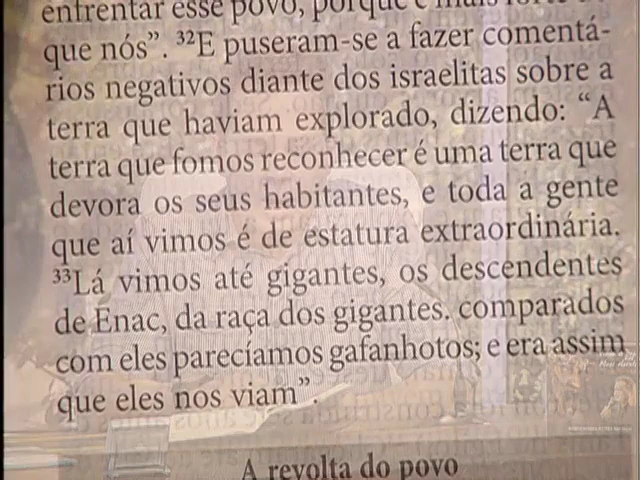 enfrentar esse povo, porque é mais forte do
que nós”. ³²E puseram-se a fazer comentá-
rios negativos diante dos israelitas sobre a
terra que haviam explorado, dizendo: “A
terra que fomos reconhecer é uma terra que
devora os seus habitantes, e toda a gente
que aí vimos é de estatura extraordinária.
³³Lá vimos até gigantes, os descendentes
de Enac, da raça dos gigantes. comparados
com eles parecíamos gafanhotos; e era assim
que eles nos viam”.
A revolta do povo